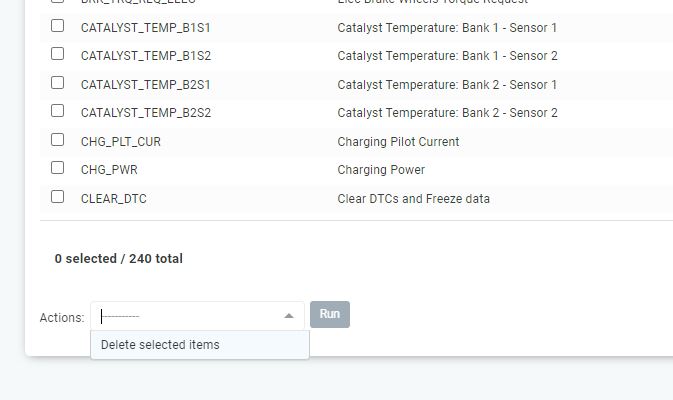 BRK_TRQ_REQ_ELEC Elec Brake Wheels Torque Request
CATALYST_TEMP_B1S1 Catalyst Temperature: Bank 1 - Sensor 1
CATALYST_TEMP_B1S2 Catalyst Temperature: Bank 1 - Sensor 2
CATALYST_TEMP_B2S1 Catalyst Temperature: Bank 2 - Sensor 1
CATALYST_TEMP_B2S2 Catalyst Temperature: Bank 2 - Sensor 2
CHG_PLT_CUR Charging Pilot Current
CHG_PWR Charging Power
CLEAR_DTC Clear DTCs and Freeze data
0 selected / 240 total
Actions: ---------- Run
Delete selected items